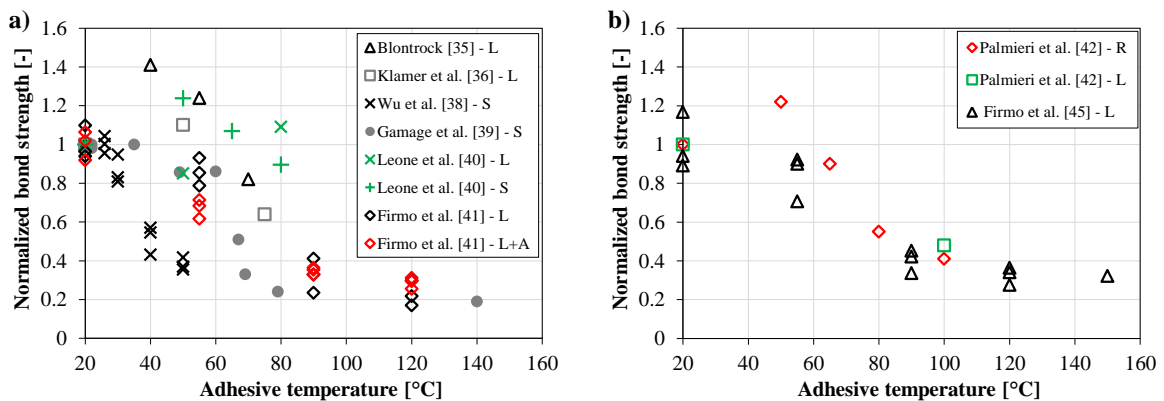 a)
Normalized bond strength [-]
1.6
1.4
1.2
1
0.8
0.6
0.4
0.2
0
20
40
60
80
100
120
140
160
Adhesive temperature [°C]
Blontrock [35] - L
Klamer et al. [36] - L
Wu et al. [38] - S
Gamage et al. [39] - S
Leone et al. [40] - L
Leone et al. [40] - S
Firmo et al. [41] - L
Firmo et al. [41] - L+A
b)
Normalized bond strength [-]
1.6
1.4
1.2
1
0.8
0.6
0.4
0.2
0
20
40
60
80
100
120
140
160
Adhesive temperature [°C]
Palmieri et al. [42] - R
Palmieri et al. [42] - L
Firmo et al. [45] - L